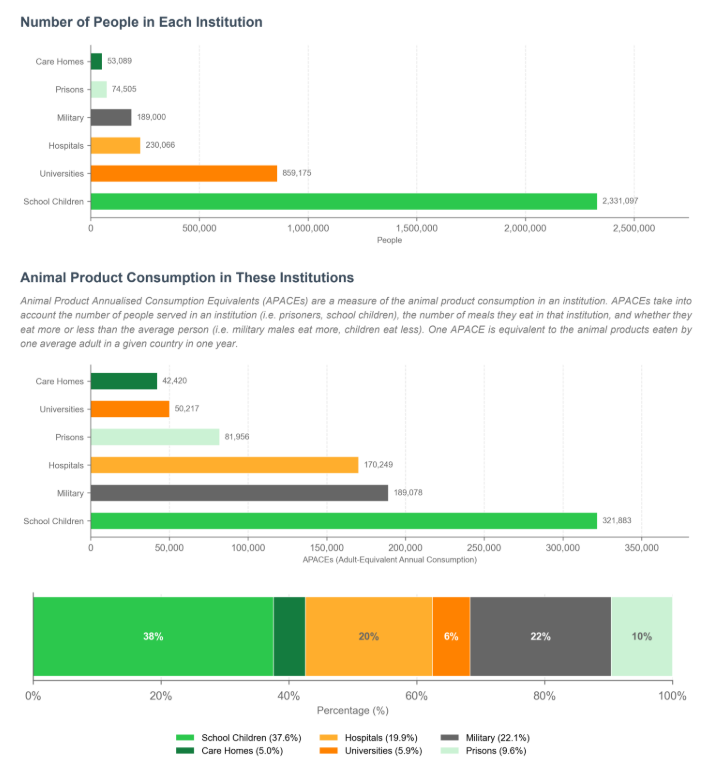 Number of People in Each Institution
Care Homes
53,089
Prisons
74,505
Military
189,000
Hospitals
230,066
Universities
859,175
School Children
2,331,097
0
500,000
1,000,000
1,500,000
2,000,000
2,500,000
People
Animal Product Consumption in These Institutions
Animal Product Annualised Consumption Equivalents (APACEs) are a measure of the animal product consumption in an institution. APACEs take into
account the number of people served in an institution (i.e. prisoners, school children), the number of meals they eat in that institution, and whether they
eat more or less than the average person (i.e. military males eat more, children eat less). One APACE is equivalent to the animal products eaten by
one average adult in a given country in one year.
Care Homes
42,420
Universities
50,217
Prisons
81,956
Hospitals
170,249
Military
189,078
School Children
321,883
0
50,000
100,000
150,000
200,000
250,000
300,000
350,000
APACEs (Adult-Equivalent Annual Consumption)
38%
20%
6%
22%
10%
0%
20%
40%
60%
80%
100%
Percentage (%)
School Children (37.6%)
Hospitals (19.9%)
Military (22.1%)
Care Homes (5.0%)
Universities (5.9%)
Prisons (9.6%)